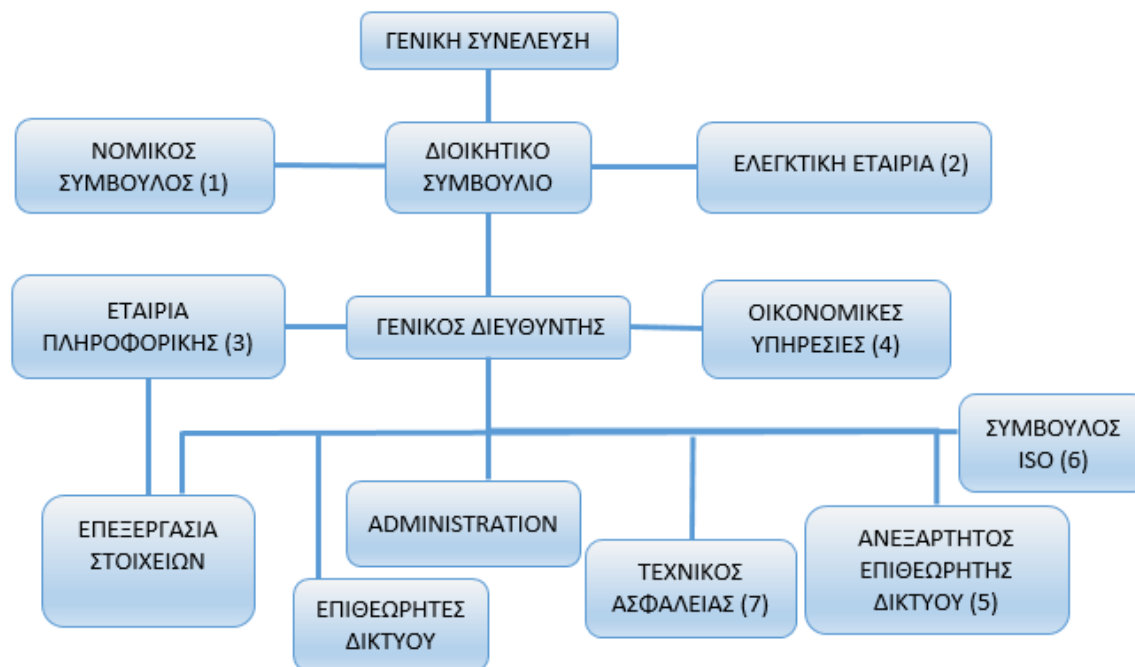 ΓΕΝΙΚΗ ΣΥΝΕΛΕΥΣΗ
ΝΟΜΙΚΟΣ
ΣΥΜΒΟΥΛΟΣ (1)
ΔΙΟΙΚΗΤΙΚΟ
ΣΥΜΒΟΥΛΙΟ
ΕΛΕΓΚΤΙΚΗ ΕΤΑΙΡΙΑ (2)
ΕΤΑΙΡΙΑ
ΠΛΗΡΟΦΟΡΙΚΗΣ (3)
ΓΕΝΙΚΟΣ ΔΙΕΥΘΥΝΤΗΣ
ΟΙΚΟΝΟΜΙΚΕΣ
ΥΠΗΡΕΣΙΕΣ (4)
ΣΥΜΒΟΥΛΟΣ
ISO (6)
ΕΠΕΞΕΡΓΑΣΙΑ
ΣΤΟΙΧΕΙΩΝ
ΕΠΙΘΕΩΡΗΤΕΣ
ΔΙΚΤΥΟΥ
ADMINISTRATION
ΤΕΧΝΙΚΟΣ
ΑΣΦΑΛΕΙΑΣ (7)
ΑΝΕΞΑΡΤΗΤΟΣ
ΕΠΙΘΕΩΡΗΤΗΣ
ΔΙΚΤΥΟΥ (5)